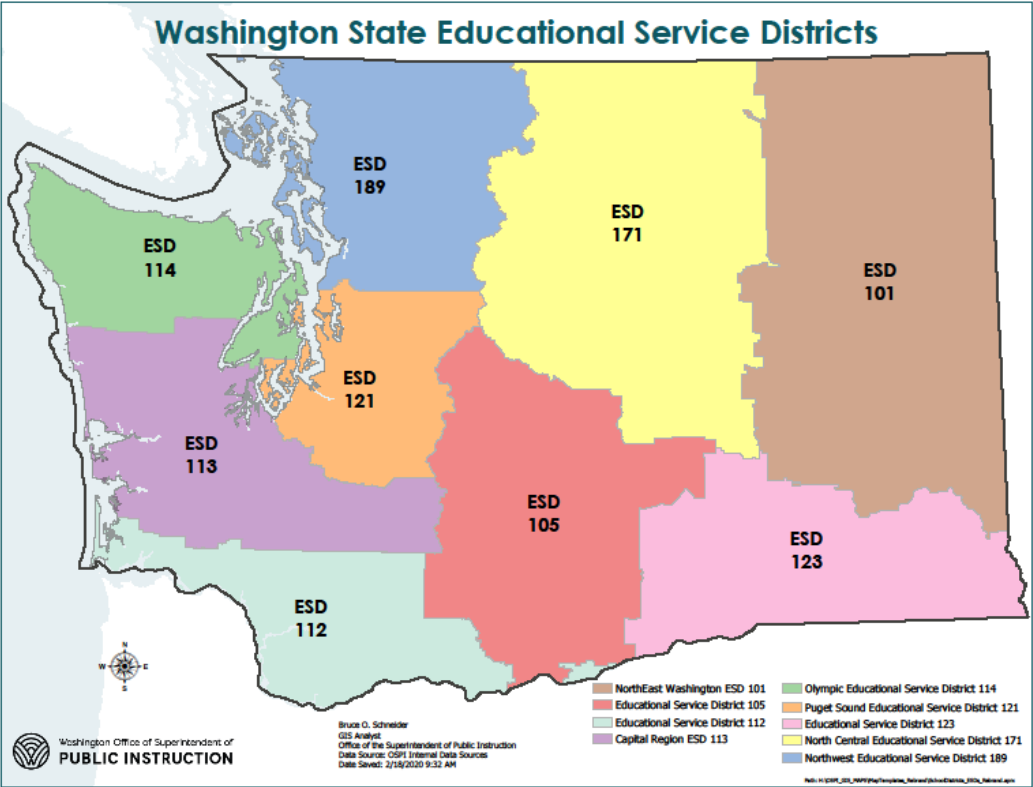 Washington State Educational Service Districts
ESD
189
ESD
171
ESD
114
ESD
101
ESD
121
ESD
113
ESD
105
ESD
123
ESD
112
N
W E
S
NorthEast Washington ESD 101
Educational Service District 105
Educational Service District 112
Capital Region ESD 113
Olympic Educational Service District 114
Puget Sound Educational Service District 121
Educational Service District 123
North Central Educational Service District 171
Northwest Educational Service District 189
Bruce O. Schneider
GIS Analyst
Office of the Superintendent of Public Instruction
Data Source: OSPI Internal Data Sources
Date Saved: 2/18/2020 9:32 AM
Washington Office of Superintendent of
PUBLIC INSTRUCTION